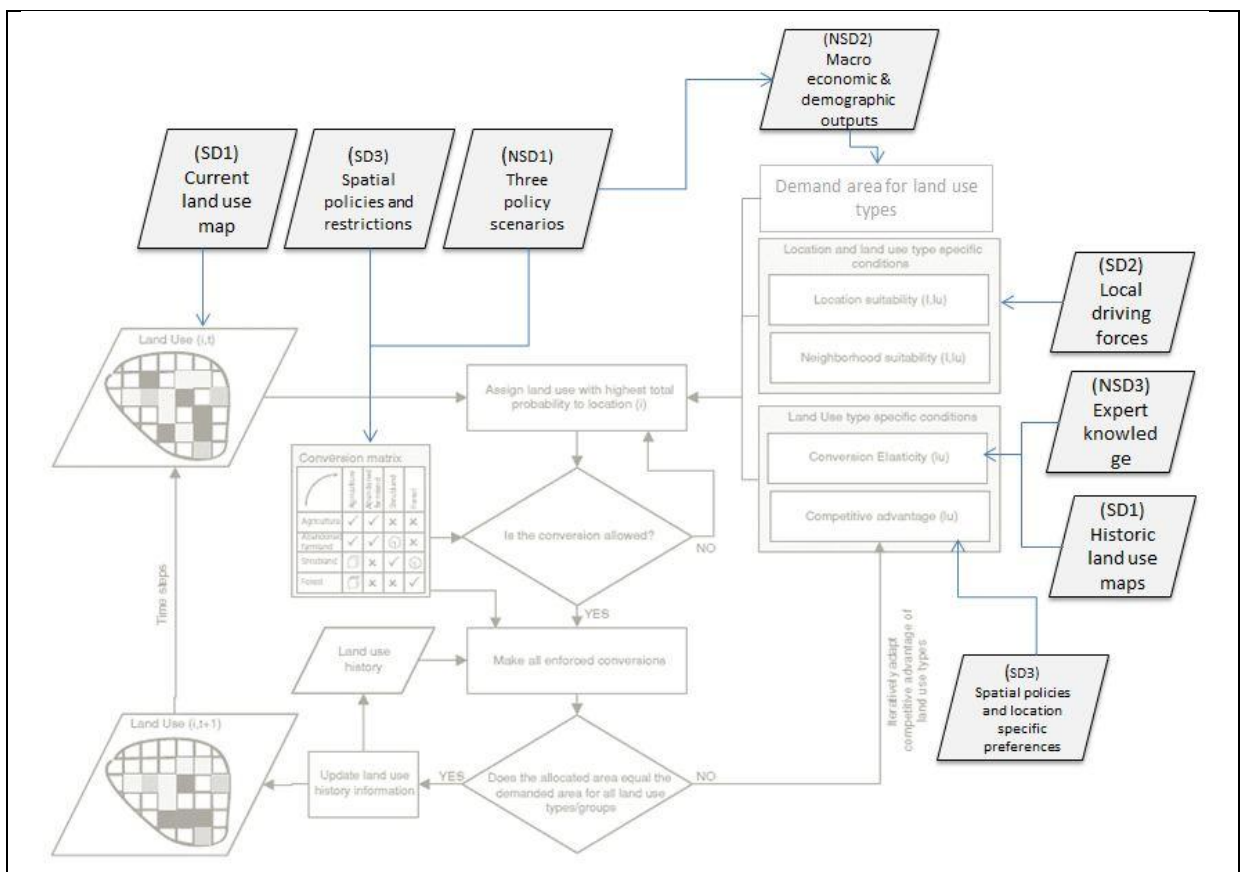 (NSD2)
Macro
economic &
demographic
outputs
(SD1)
Current
land use
map
(SD3)
Spatial
policies and
restrictions
(NSD1)
Three
policy
scenarios
Demand area for land use
types
Location and land use type specific
conditions
Location suitability (l,lu)
Neighborhood suitability (l,lu)
(SD2)
Local
driving
forces
Land Use (i,t)
Assign land use with highest total
probability to location (i)
Land Use type specific conditions
Conversion Elasticity (lu)
Competitive advantage (lu)
(NSD3)
Expert
knowled
ge
(SD1)
Historic
land use
maps
Conversion matrix
Agriculture
Abandoned
farmland
Shrubland
Forest
Agriculture ✓ ✓ x x
Abandoned
farmland ✓ ✓ x
Shrubland x ✓
Forest x x ✓
Is the conversion allowed?
NO
YES
Time steps
Land use
history
Make all enforced conversions
Iteratively adapt
competitive advantage of
land use types
(SD3)
Spatial policies
and location
specific
preferences
Land Use (i,t+1)
Update land use
history information
YES
Does the allocated area equal the
demanded area for all land use
types/groups
NO